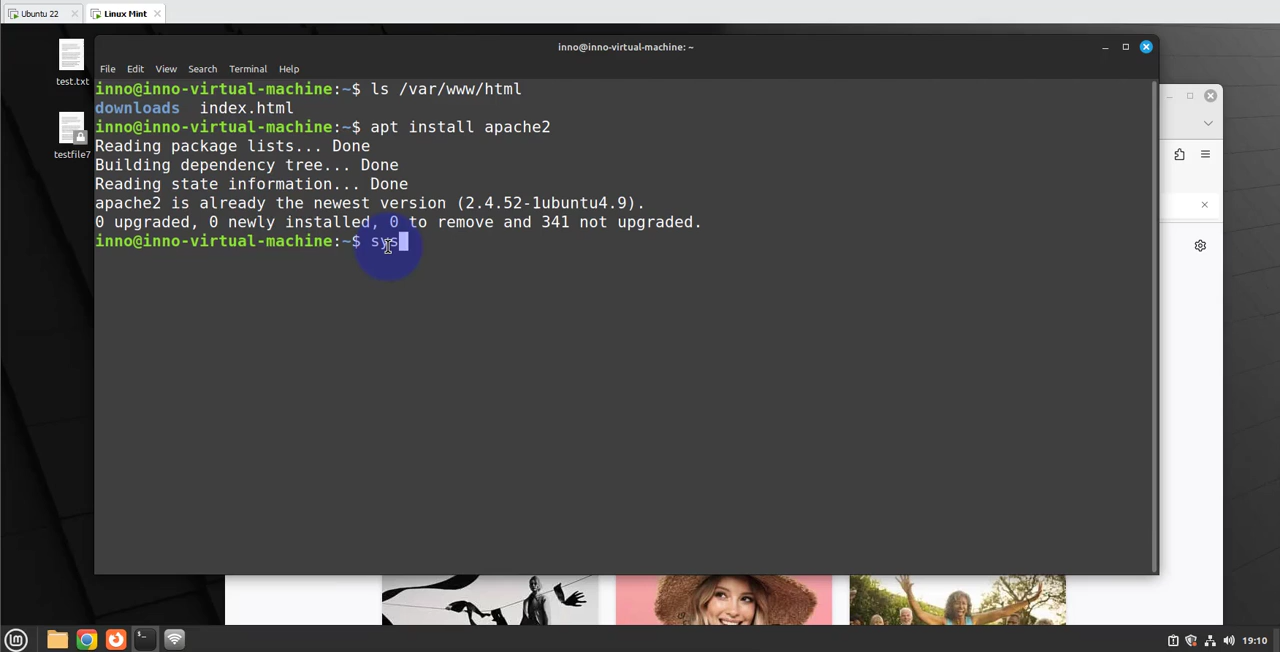 Ubuntu 22
Linux Mint
test.txt
testfile7
inno@inno-virtual-machine: ~
File Edit View Search Terminal Help
inno@inno-virtual-machine:~$ ls /var/www/html
downloads index.html
inno@inno-virtual-machine:~$ apt install apache2
Reading package lists... Done
Building dependency tree... Done
Reading state information... Done
apache2 is already the newest version (2.4.52-1ubuntu4.9).
0 upgraded, 0 newly installed, 0 to remove and 341 not upgraded.
inno@inno-virtual-machine:~$ sys
19:10